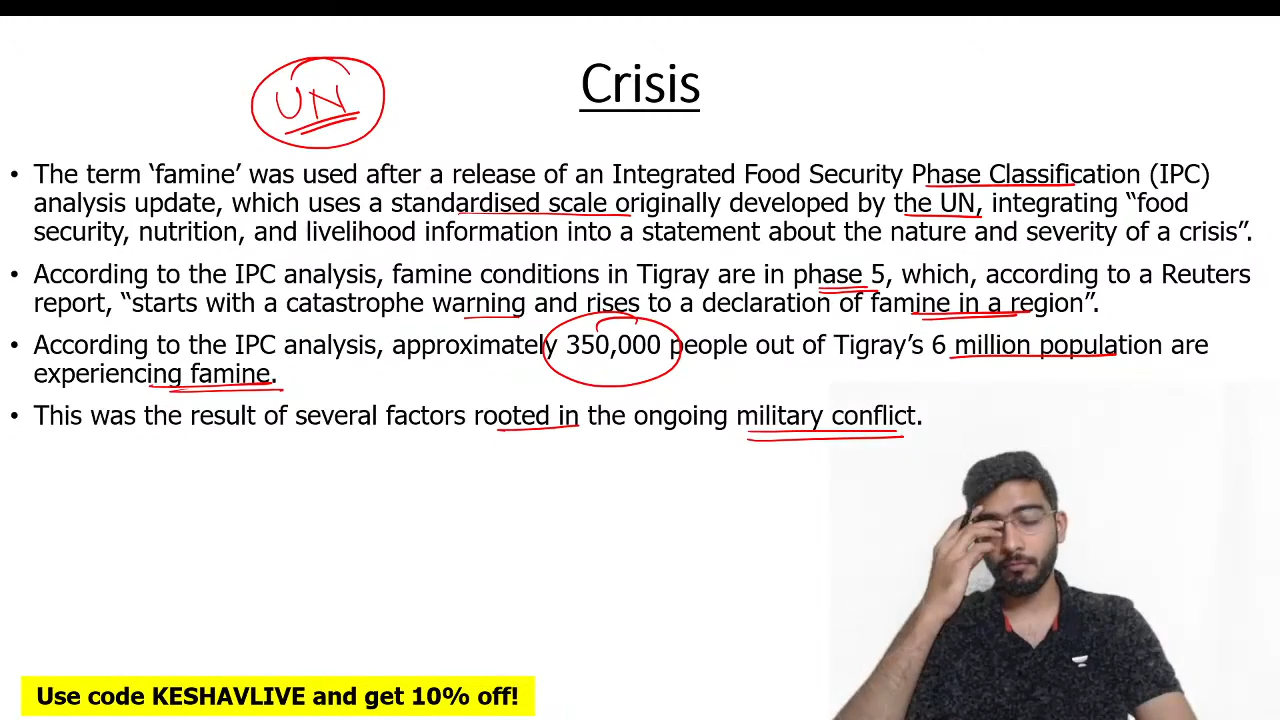 UN
Crisis
• The term ‘famine’ was used after a release of an Integrated Food Security Phase Classification (IPC)
analysis update, which uses a standardised scale originally developed by the UN, integrating “food
security, nutrition, and livelihood information into a statement about the nature and severity of a crisis”.
• According to the IPC analysis, famine conditions in Tigray are in phase 5, which, according to a Reuters
report, “starts with a catastrophe warning and rises to a declaration of famine in a region”.
• According to the IPC analysis, approximately 350,000 people out of Tigray’s 6 million population are
experiencing famine.
• This was the result of several factors rooted in the ongoing military conflict.
Use code KESHAVLIVE and get 10% off!